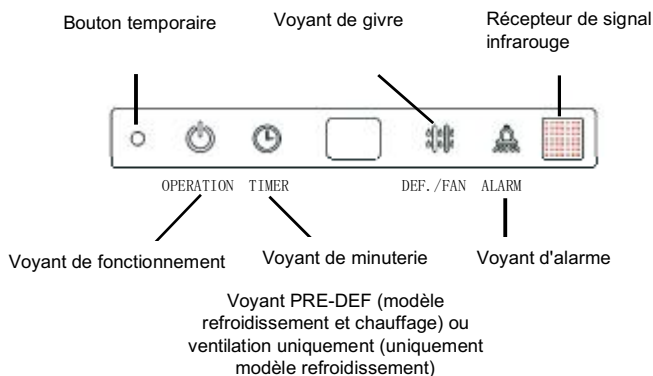 Bouton temporaire
Voyant de givre
Récepteur de signal
infrarouge
OPERATION
TIMER
DEF./FAN
ALARM
Voyant de fonctionnement
Voyant de minuterie
Voyant d'alarme
Voyant PRE-DEF (modèle
refroidissement et chauffage) ou
ventilation uniquement (uniquement
modèle refroidissement)